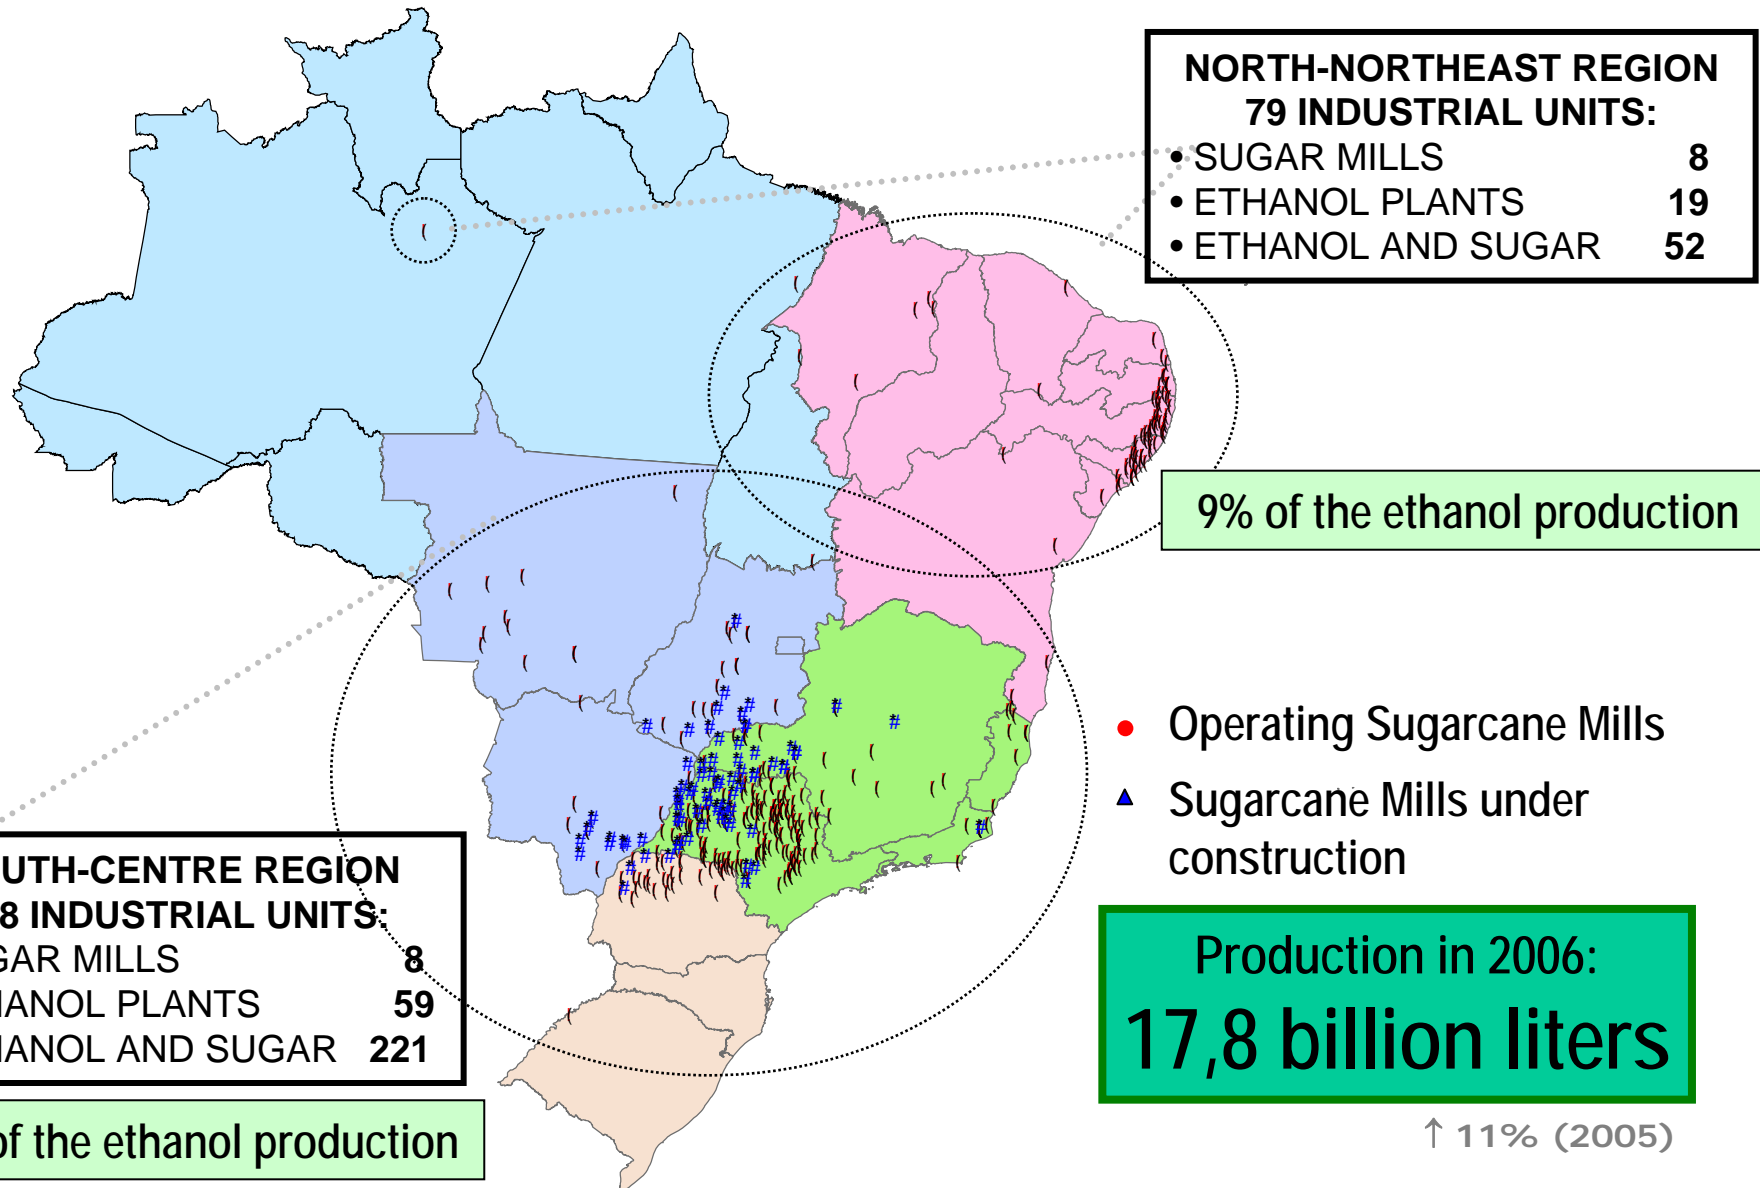 NORTH-NORTHEAST REGION
79 INDUSTRIAL UNITS:
• SUGAR MILLS 8
• ETHANOL PLANTS 19
• ETHANOL AND SUGAR 52
9% of the ethanol production
Operating Sugarcane Mills
Sugarcane Mills under
construction
UTH-CENTRE REGION
8 INDUSTRIAL UNITS:
GAR MILLS 8
HANOL PLANTS 59
HANOL AND SUGAR 221
of the ethanol production
Production in 2006:
17,8 billion liters
↑ 11% (2005)